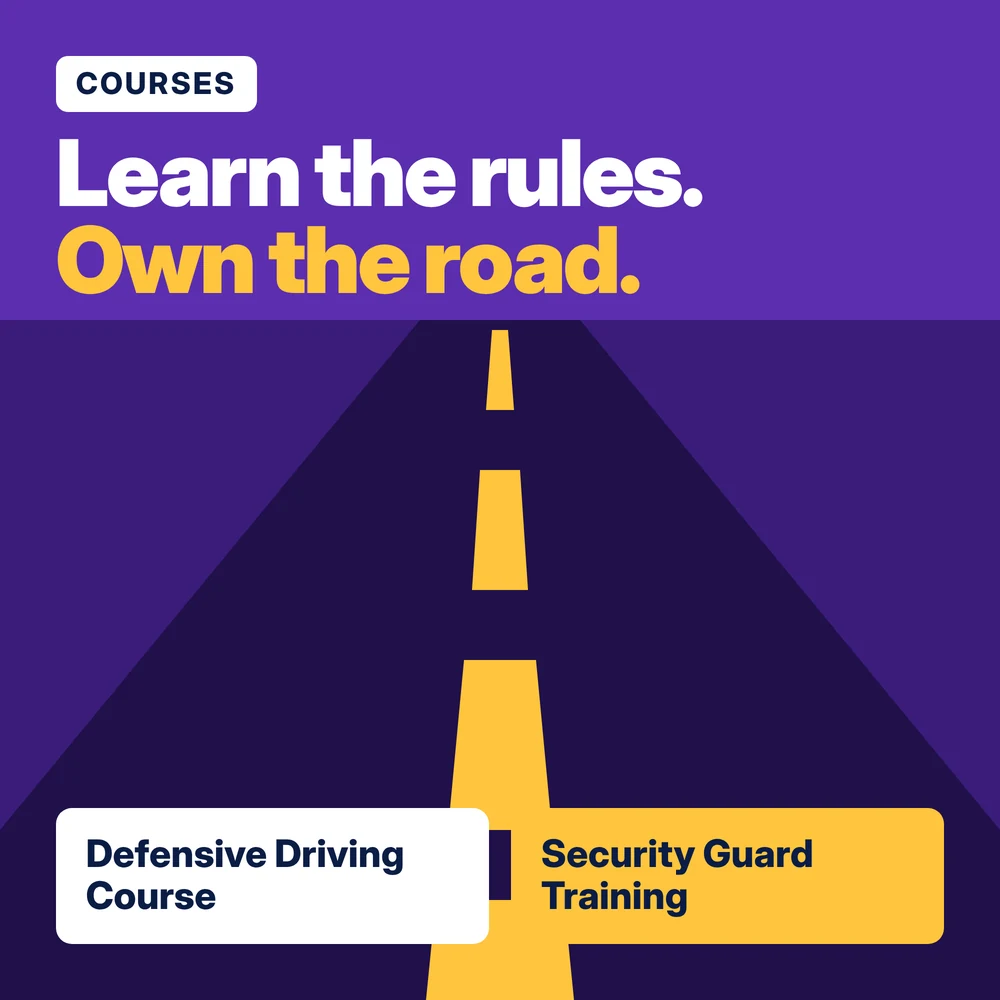 COURSES
Learn the rules.
Own the road.
Defensive Driving
Course
Security Guard
Training